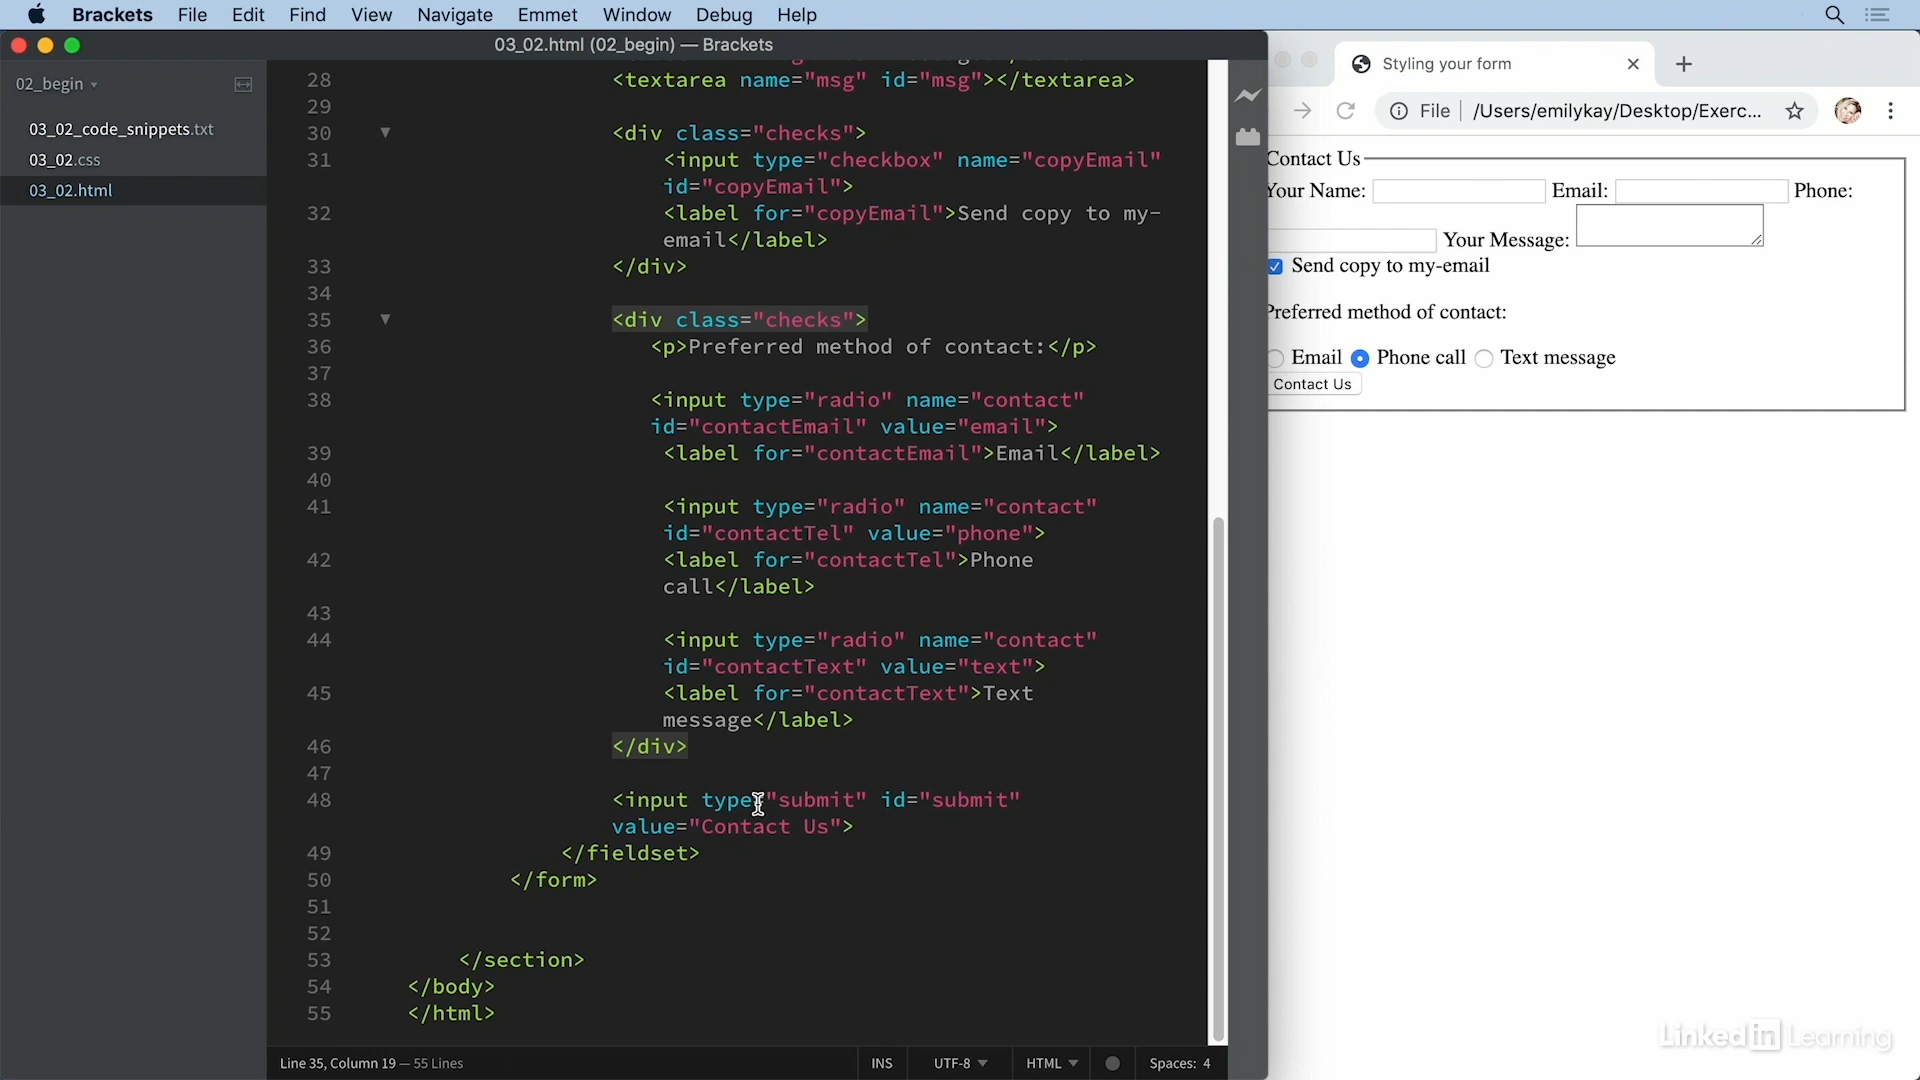 Brackets File Edit Find View Navigate Emmet Window Debug Help
03_02.html (02_begin) — Brackets
02_begin
03_02_code_snippets.txt
03_02.css
03_02.html
28 <textarea name="msg" id="msg"></textarea>
29
30 <div class="checks">
31 <input type="checkbox" name="copyEmail"
id="copyEmail">
32 <label for="copyEmail">Send copy to my-
email</label>
33 </div>
34
35 <div class="checks">
36 <p>Preferred method of contact:</p>
37
38 <input type="radio" name="contact"
id="contactEmail" value="email">
39 <label for="contactEmail">Email</label>
40
41 <input type="radio" name="contact"
id="contactTel" value="phone">
42 <label for="contactTel">Phone
call</label>
43
44 <input type="radio" name="contact"
id="contactText" value="text">
45 <label for="contactText">Text
message</label>
46 </div>
47
48 <input type="submit" id="submit"
value="Contact Us">
49 </fieldset>
50 </form>
51
52
53 </section>
54 </body>
55 </html>
Line 35, Column 19 — 55 Lines INS UTF-8 HTML Spaces: 4
Styling your form
File /Users/emilykay/Desktop/Exerc...
Contact Us
Your Name: Email: Phone:
Your Message:
Send copy to my-email
Preferred method of contact:
Email Phone call Text message
Contact Us
Linked in Learning